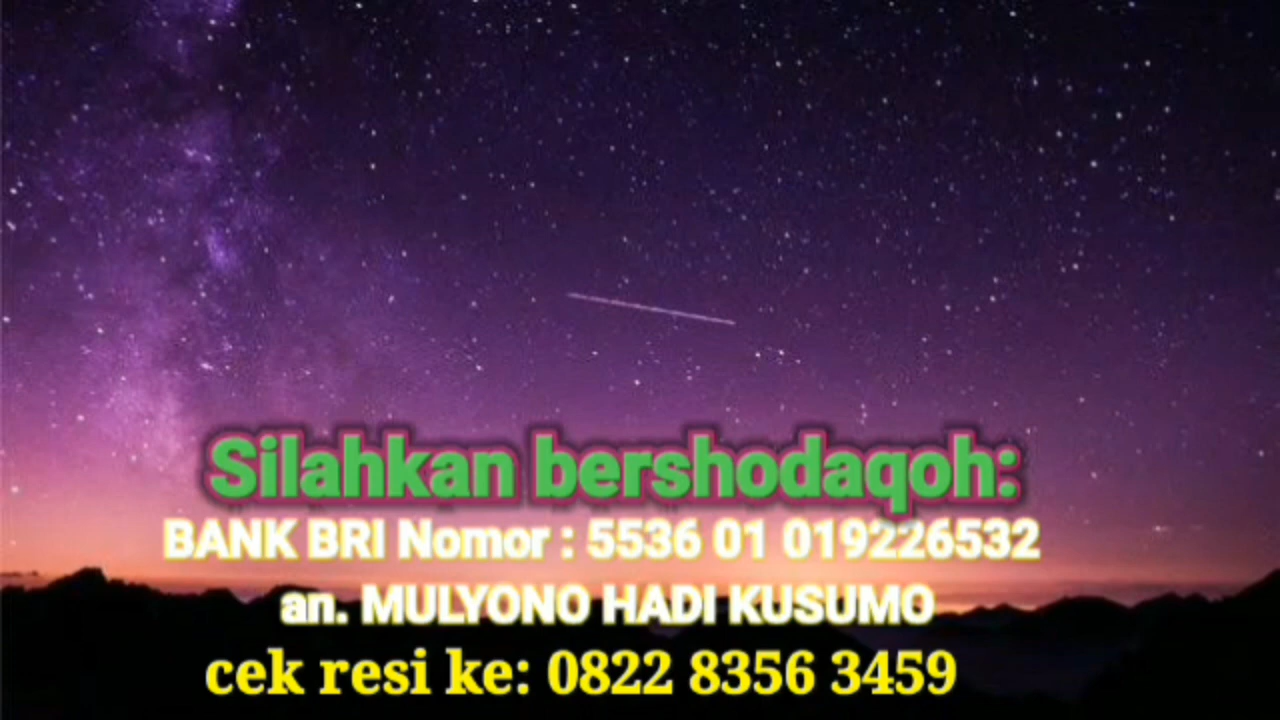 Silahkan bershodaqoh:
BANK BRI Nomor : 5536 01 019226532
an. MULYONO HADI KUSUMO
cek resi ke: 0822 8356 3459